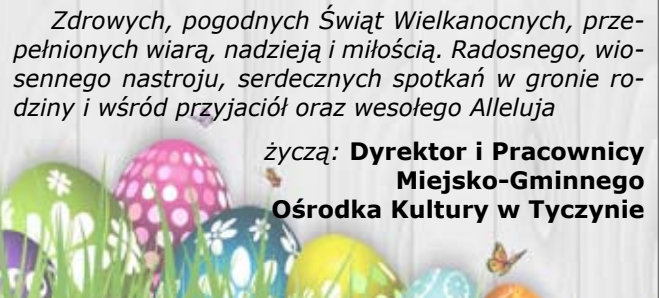 Zdrowych, pogodnych Świąt Wielkanocnych, prze-
pełnionych wiarą, nadzieją i miłością. Radosnego, wio-
sennego nastroju, serdecznych spotkań w gronie ro-
dziny i wśród przyjaciół oraz wesołego Alleluja
życzą: Dyrektor i Pracownicy
Miejsko-Gminnego
Ośrodka Kultury w Tyczynie